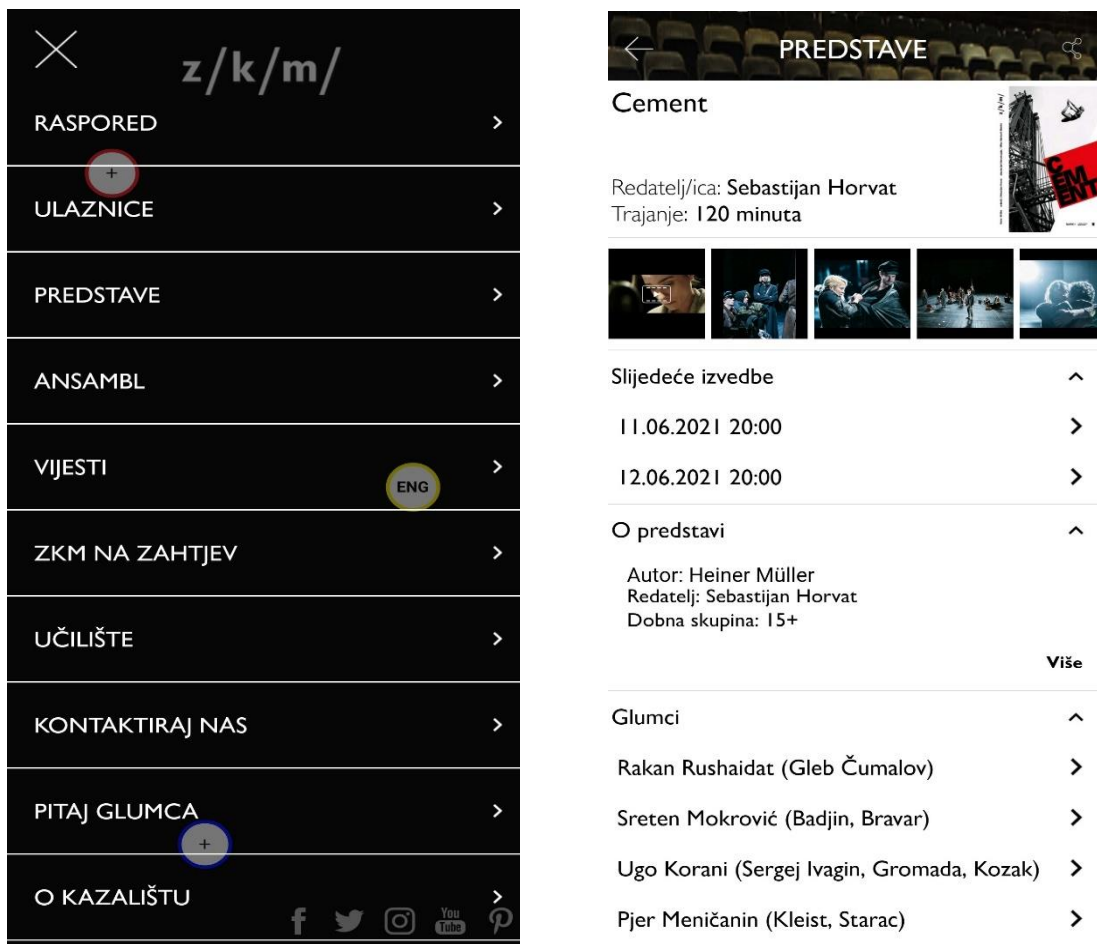 z/k/m/
RASPORED
+
ULAZNICE
PREDSTAVE
ANSAMBL
VIJESTI
ENG
ZKM NA ZAHTJEV
UČILIŠTE
KONTAKTIRAJ NAS
PITAJ GLUMCA
+
O KAZALIŠTU
You
Tube
PREDSTAVE
Cement
z/k/m/
CEMENT
Redatelj/ica: Sebastijan Horvat
Trajanje: 120 minuta
Slijedeće izvedbe
11.06.2021 20:00
12.06.2021 20:00
O predstavi
Autor: Heiner Müller
Redatelj: Sebastijan Horvat
Dobna skupina: 15+
Više
Glumci
Rakan Rushaidat (Gleb Čumalov)
Sreten Mokrović (Badjin, Bravar)
Ugo Korani (Sergej Ivagin, Gromada, Kozak)
Pjer Meničanin (Kleist, Starac)